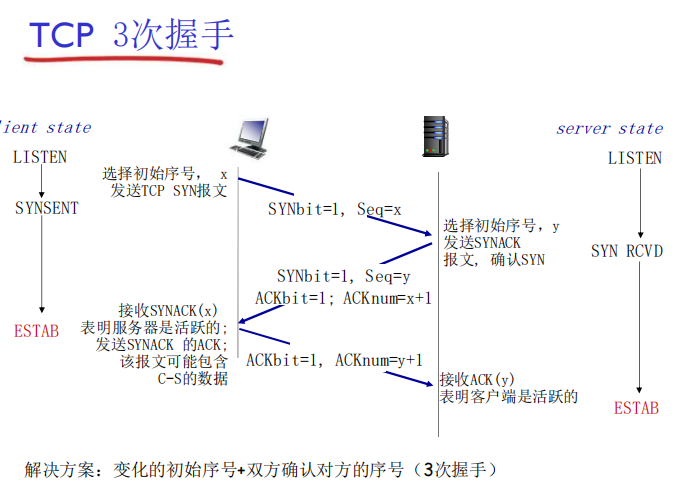 TCP 3次握手
lient state
server state
LISTEN
LISTEN
选择初始序号， x
发送TCP SYN报文
SYNSENT
SYNbit=1, Seq=x
选择初始序号，y
发送SYNACK
报文, 确认SYN
SYN RCVD
SYNbit=1, Seq=y
ACKbit=1; ACKnum=x+1
接收SYNACK(x)
表明服务器是活跃的;
发送SYNACK 的ACK;
该报文可能包含
C-S的数据
ESTAB
ACKbit=1, ACKnum=y+1
接收ACK(y)
表明客户端是活跃的
ESTAB
解决方案：变化的初始序号+双方确认对方的序号（3次握手）